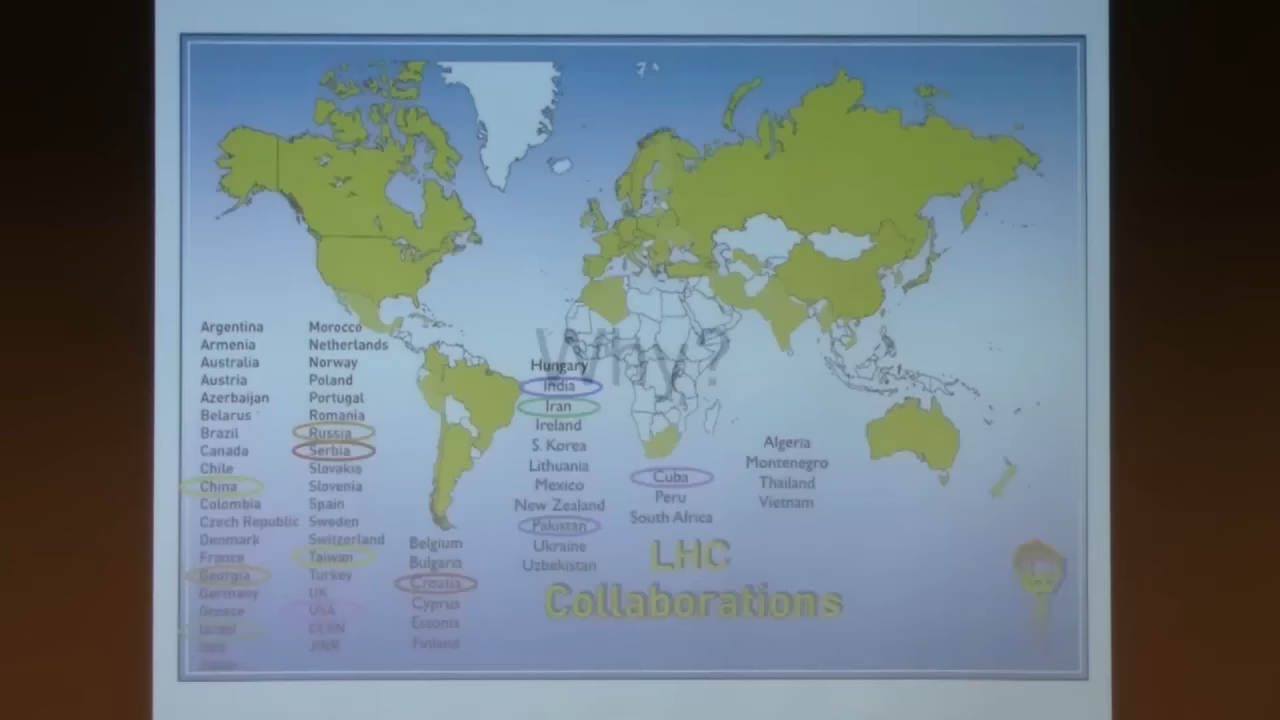 Argentina
Armenia
Australia
Austria
Azerbaijan
Belarus
Brazil
Canada
Chile
China
Colombia
Czech Republic
Denmark
France
Georgia
Germany
Greece
Israel
Morocco
Netherlands
Norway
Poland
Portugal
Romania
Russia
Serbia
Slovakia
Slovenia
Spain
Sweden
Switzerland
Taiwan
Turkey
UK
USA
CERN
JINR
Belgium
Bulgaria
Croatia
Cyprus
Estonia
Finland
Why?
Hungary
India
Iran
Ireland
S. Korea
Lithuania
Mexico
New Zealand
Pakistan
Ukraine
Uzbekistan
Cuba
Peru
South Africa
Algeria
Montenegro
Thailand
Vietnam
LHC
Collaborations